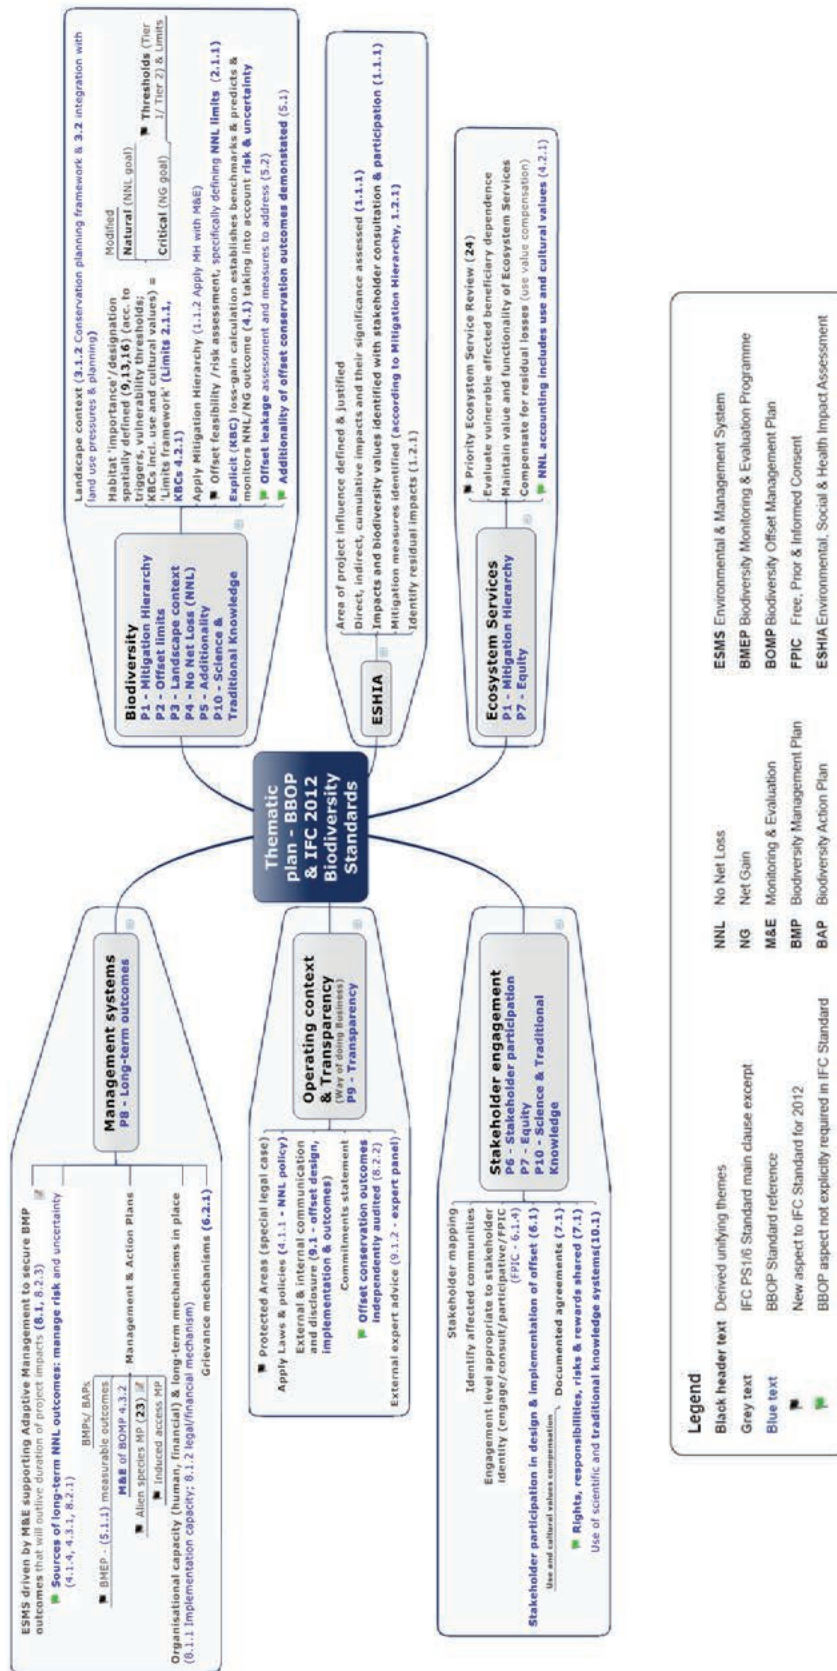 Thematic
plan - BBOP
& IFC 2012
Biodiversity
Standards
Management systems
P8 - Long-term outcomes
ESMS driven by M&E supporting Adaptive Management to secure BMP
outcomes that will outlive duration of project impacts (8.1, 8.2.3)
Sources of long-term NNL outcomes: manage risk and uncertainty
(4.1.4, 4.3.1, 8.2.1)
BMPs/ BAPs
BMEP - (5.1.1) measurable outcomes
M&E of BOMP 4.3.2
Alien species MP (23)
Induced access MP
Management & Action Plans
Organisational capacity (human, financial) & long-term mechanisms in place
(8.1.1 Implementation capacity; 8.1.2 legal/financial mechanism)
Grievance mechanisms (6.2.1)
Operating context
& Transparency
(Way of doing Business)
P9 - Transparency
Protected Areas (special legal case)
Apply Laws & policies (4.1.1 - NNL policy)
External & internal communication
and disclosure (9.1 - offset design,
implementation & outcomes)
Commitments statement
Offset conservation outcomes
independently audited (8.2.2)
External expert advice (9.1.2 - expert panel)
Stakeholder engagement
P6 - Stakeholder participation
P7 - Equity
P10 - Science & Traditional
Knowledge
Stakeholder mapping
Identify affected communities
Engagement level appropriate to stakeholder
identity (engage/consult/participative/FPIC
(FPIC - 6.1.4)
Stakeholder participation in design & implementation of offset (6.1)
Use and cultural values compensation
Documented agreements (7.1)
Rights, responsibilities, risks & rewards shared (7.1)
Use of scientific and traditional knowledge systems(10.1)
Biodiversity
P1 - Mitigation Hierarchy
P2 - Offset limits
P3 - Landscape context
P4 - No Net Loss (NNL)
P5 - Additionality
P10 - Science &
Traditional Knowledge
Landscape context (3.1.2 Conservation planning framework & 3.2 integration with
land use pressures & planning)
Habitat 'importance'/designation
spatially defined (9,13,16) (acc. to
triggers, vulnerability thresholds;
KBCs incl. use and cultural values) =
'Limits framework' (Limits 2.1.1,
KBCs 4.2.1)
Modified
Natural (NNL goal)
Critical (NG goal)
Thresholds (Tier
1/ Tier 2) & Limits
Apply Mitigation Hierarchy (1.1.2 Apply MH with M&E)
Offset feasibility /risk assessment, specifically defining NNL limits (2.1.1)
Explicit (KBC) loss-gain calculation establishes benchmarks & predicts &
monitors NNL/NG outcome (4.1) taking into account risk & uncertainty
Offset leakage assessment and measures to address (5.2)
Additionality of offset conservation outcomes demonstated (5.1)
ESHIA
Area of project influence defined & justified
Direct, indirect, cumulative impacts and their significance assessed (1.1.1)
Impacts and biodiversity values identified with stakeholder consultation & participation (1.1.1)
Mitigation measures identified (according to Mitigation Hierarchy, 1.2.1)
Identify residual impacts (1.2.1)
Ecosystem Services
P1 - Mitigation Hierarchy
P7 - Equity
Priority Ecosystem Service Review (24)
Evaluate vulnerable affected beneficiary dependence
Maintain value and functionality of Ecosystem Services
Compensate for residual losses (use value compensation)
NNL accounting includes use and cultural values (4.2.1)
Legend
Black header text Derived unifying themes
Grey text IFC PS1/6 Standard main clause excerpt
Blue text BBOP Standard reference
New aspect to IFC Standard for 2012
BBOP aspect not explicitly required in IFC Standard
NNL No Net Loss
NG Net Gain
M&E Monitoring & Evaluation
BMP Biodiversity Management Plan
BAP Biodiversity Action Plan
ESMS Environmental & Management System
BMEP Biodiversity Monitoring & Evaluation Programme
BOMP Biodiversity Offset Management Plan
FPIC Free, Prior & Informed Consent
ESHIA Environmental, Social & Health Impact Assessment